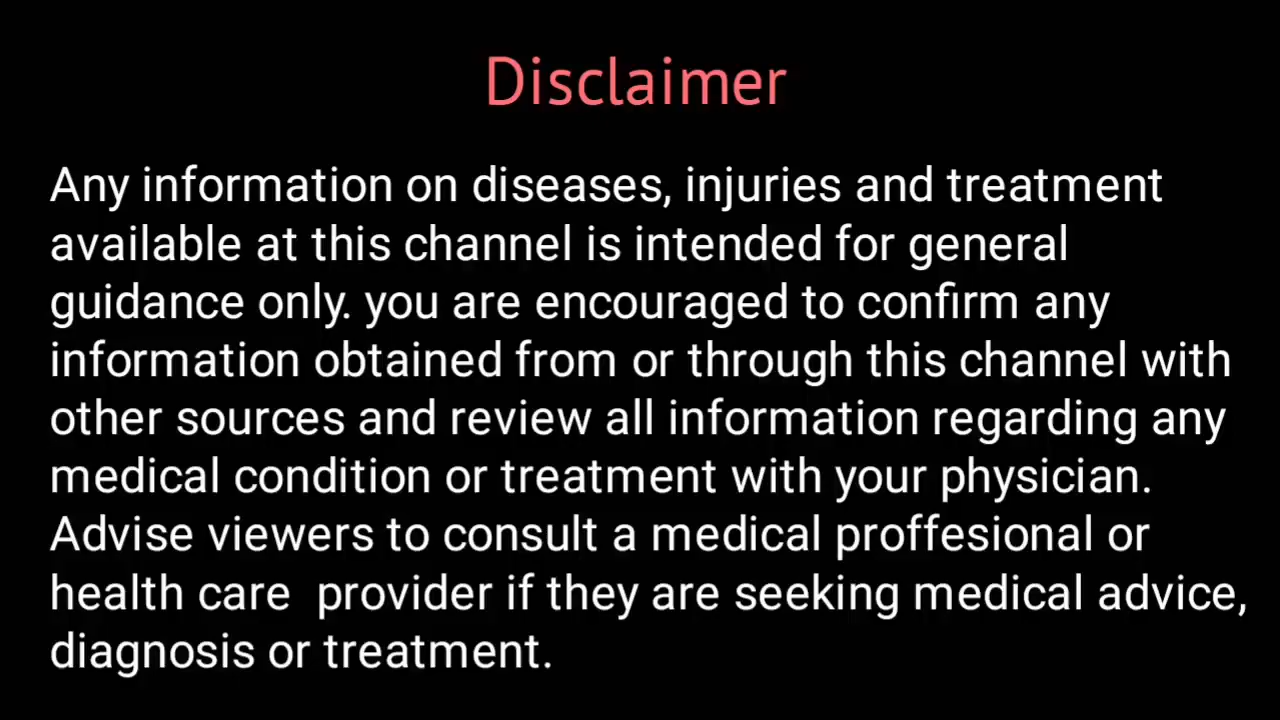 Disclaimer
Any information on diseases, injuries and treatment
available at this channel is intended for general
guidance only. you are encouraged to confirm any
information obtained from or through this channel with
other sources and review all information regarding any
medical condition or treatment with your physician.
Advise viewers to consult a medical proffesional or
health care  provider if they are seeking medical advice,
diagnosis or treatment.